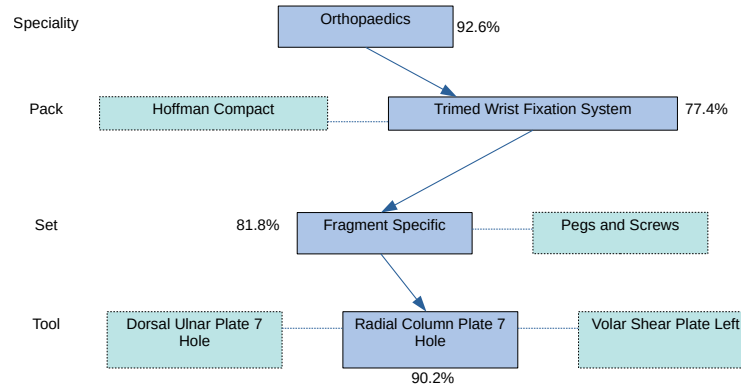 Speciality
Orthopaedics
92.6%
Pack
Hoffman Compact
Trimed Wrist Fixation System
77.4%
Set
81.8%
Fragment Specific
Pegs and Screws
Tool
Dorsal Ulnar Plate 7
Hole
Radial Column Plate 7
Hole
Volar Shear Plate Left
90.2%